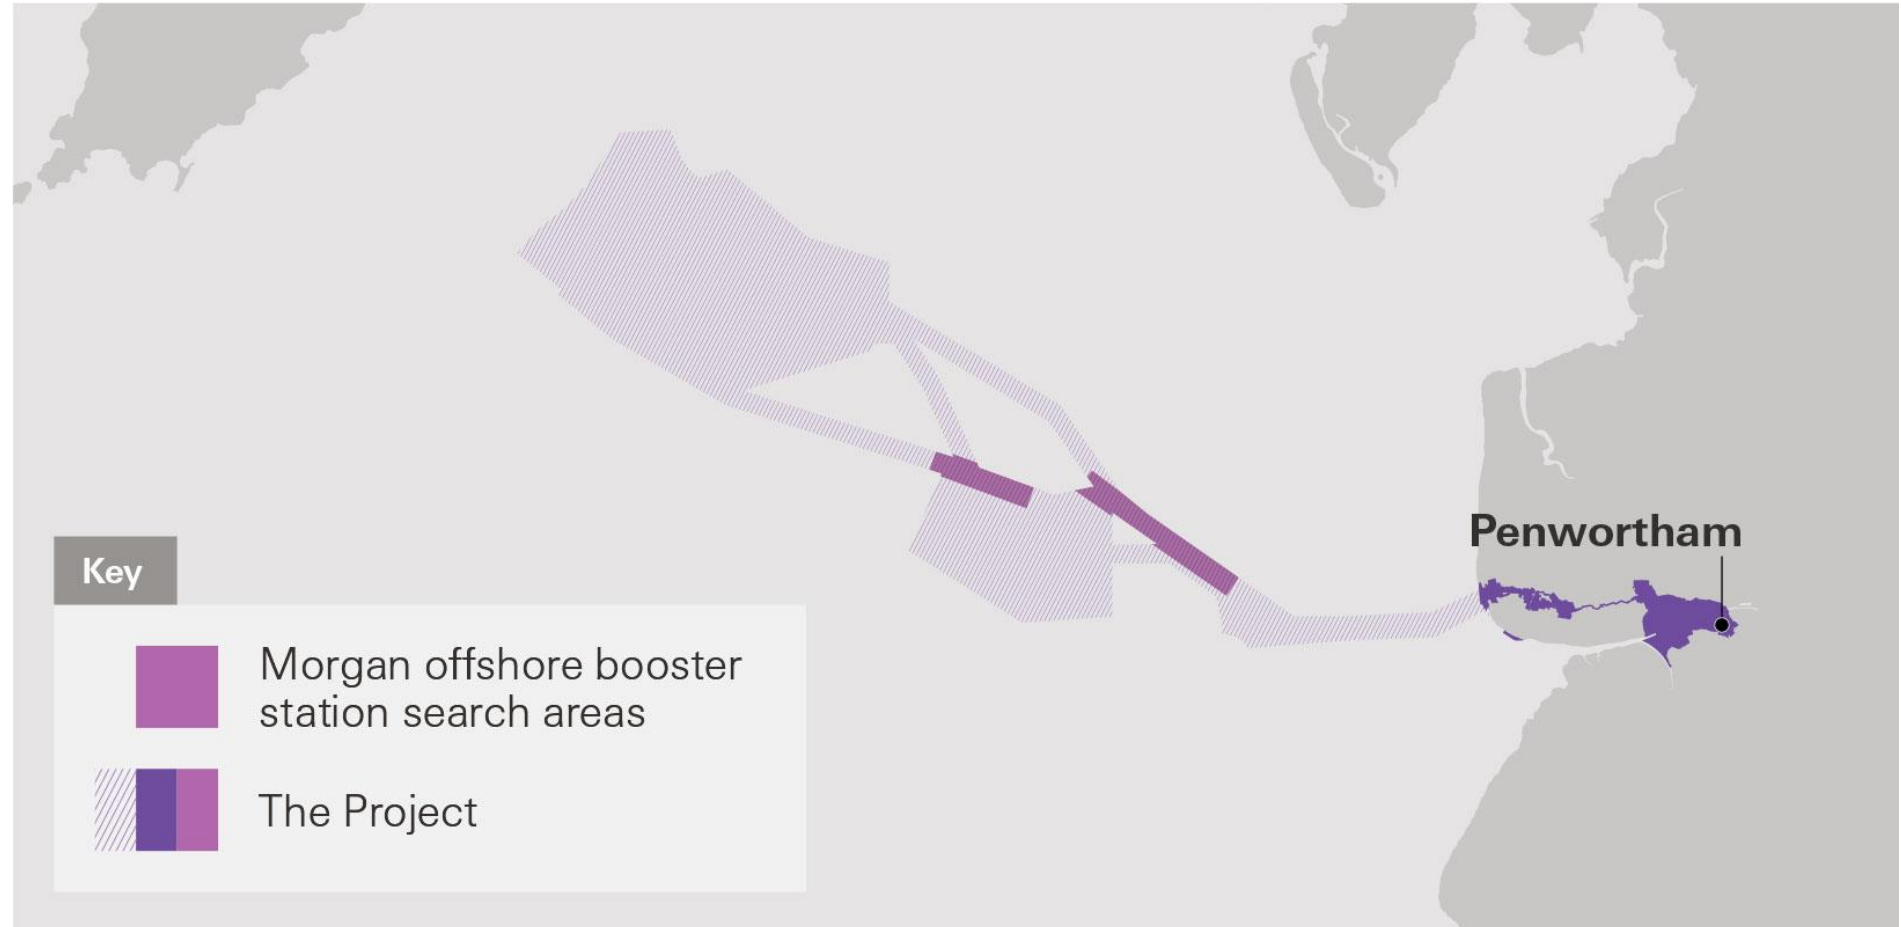 Penwortham
Key
Morgan offshore booster
station search areas
The Project